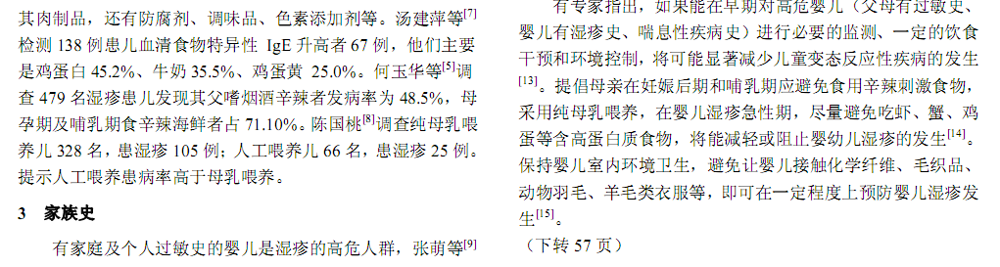 其肉制品，还有防腐剂、调味品、色素添加剂等。汤建萍等[7]
检测 138 例患儿血清食物特异性 IgE 升高者 67 例，他们主要
是鸡蛋白 45.2%、牛奶 35.5%、鸡蛋黄 25.0%。何玉华等[5]调
查 479 名湿疹患儿发现其父嗜烟酒辛辣者发病率为 48.5%，母
孕期及哺乳期食辛辣海鲜者占 71.10%。陈国桃[8]调查纯母乳喂
养儿 328 名，患湿疹 105 例；人工喂养儿 66 名，患湿疹 25 例。
提示人工喂养患病率高于母乳喂养。
3 家族史
有家庭及个人过敏史的婴儿是湿疹的高危人群，张萌等[9]
有专家指出，如果能在早期对高危婴儿（父母有过敏史、
婴儿有湿疹史、喘息性疾病史）进行必要的监测、一定的饮食
干预和环境控制，将可能显著减少儿童变态反应性疾病的发生
[13]。提倡母亲在妊娠后期和哺乳期应避免食用辛辣刺激食物，
采用纯母乳喂养，在婴儿湿疹急性期，尽量避免吃虾、蟹、鸡
蛋等含高蛋白质食物，将能减轻或阻止婴幼儿湿疹的发生[14]。
保持婴儿室内环境卫生，避免让婴儿接触化学纤维、毛织品、
动物羽毛、羊毛类衣服等，即可在一定程度上预防婴儿湿疹发
生[15]。
（下转 57 页）